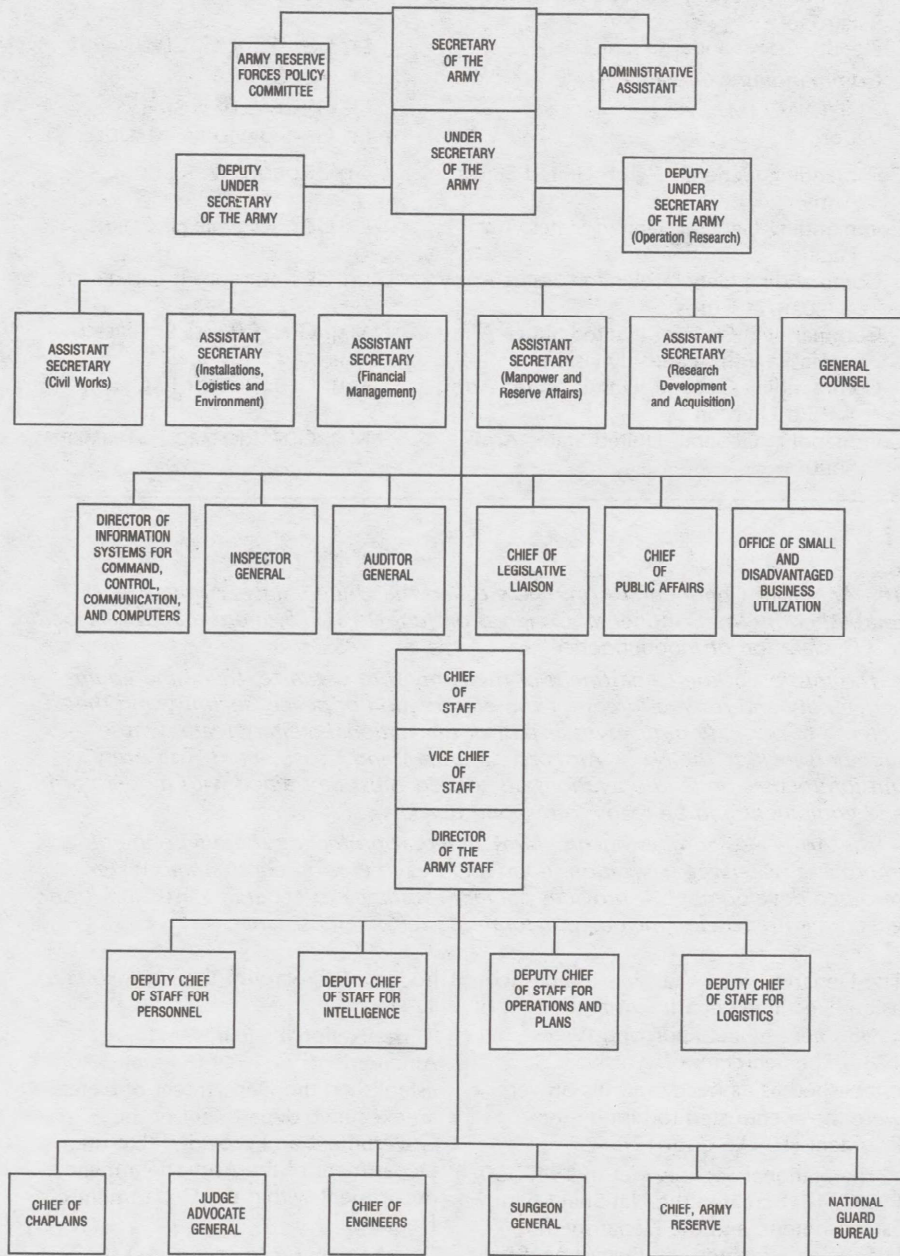 ARMY RESERVE
FORCES POLICY
COMMITTEE
SECRETARY
OF THE
ARMY
ADMINISTRATIVE
ASSISTANT
UNDER
SECRETARY
OF THE
ARMY
DEPUTY
UNDER
SECRETARY
OF THE ARMY
DEPUTY
UNDER
SECRETARY
OF THE ARMY
(Operation Research)
ASSISTANT
SECRETARY
(Civil Works)
ASSISTANT
SECRETARY
(Installations,
Logistics and
Environment)
ASSISTANT
SECRETARY
(Financial
Management)
ASSISTANT
SECRETARY
(Manpower and
Reserve Affairs)
ASSISTANT
SECRETARY
(Research
Development
and Acquisition)
GENERAL
COUNSEL
DIRECTOR OF
INFORMATION
SYSTEMS FOR
COMMAND,
CONTROL,
COMMUNICATION,
AND COMPUTERS
INSPECTOR
GENERAL
AUDITOR
GENERAL
CHIEF OF
LEGISLATIVE
LIAISON
CHIEF
OF
PUBLIC AFFAIRS
OFFICE OF SMALL
AND
DISADVANTAGED
BUSINESS
UTILIZATION
CHIEF
OF
STAFF
VICE CHIEF
OF
STAFF
DIRECTOR
OF THE
ARMY STAFF
DEPUTY CHIEF
OF STAFF FOR
PERSONNEL
DEPUTY CHIEF
OF STAFF FOR
INTELLIGENCE
DEPUTY CHIEF
OF STAFF FOR
OPERATIONS AND
PLANS
DEPUTY CHIEF
OF STAFF FOR
LOGISTICS
CHIEF OF
CHAPLAINS
JUDGE
ADVOCATE
GENERAL
CHIEF OF
ENGINEERS
SURGEON
GENERAL
CHIEF, ARMY
RESERVE
NATIONAL
GUARD
BUREAU